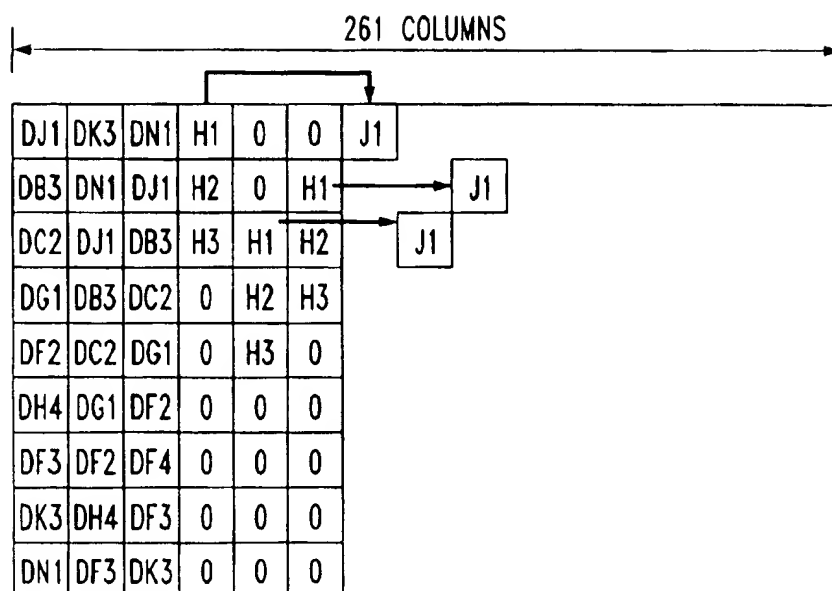 261 COLUMNS
DJ1 DK3 DN1 H1 0 0 J1
DB3 DN1 DJ1 H2 0 H1 J1
DC2 DJ1 DB3 H3 H1 H2 J1
DG1 DB3 DC2 0 H2 H3
DF2 DC2 DG1 0 H3 0
DH4 DG1 DF2 0 0 0
DF3 DF2 DF4 0 0 0
DK3 DH4 DF3 0 0 0
DN1 DF3 DK3 0 0 0